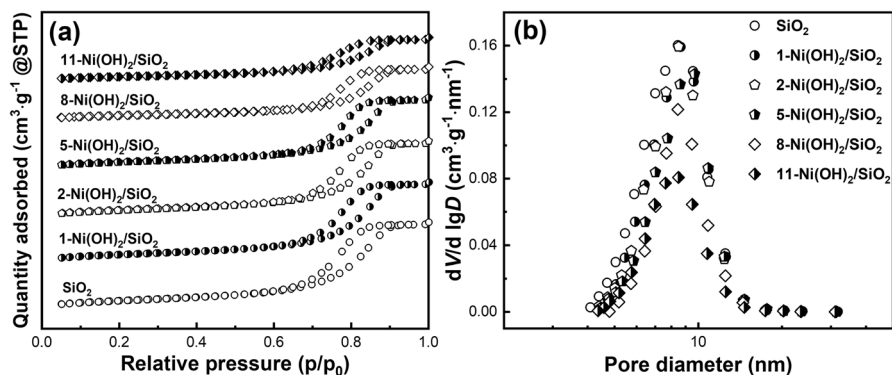 (a)
11-Ni(OH)₂/SiO₂
8-Ni(OH)₂/SiO₂
5-Ni(OH)₂/SiO₂
2-Ni(OH)₂/SiO₂
1-Ni(OH)₂/SiO₂
SiO₂
Quantity adsorbed (cm³·g⁻¹ @STP)
0.0 0.2 0.4 0.6 0.8 1.0
Relative pressure (p/p₀)
(b)
SiO₂
1-Ni(OH)₂/SiO₂
2-Ni(OH)₂/SiO₂
5-Ni(OH)₂/SiO₂
8-Ni(OH)₂/SiO₂
11-Ni(OH)₂/SiO₂
0.16
0.12
0.08
0.04
0.00
dV/d lgD (cm³·g⁻¹·nm⁻¹)
10
Pore diameter (nm)